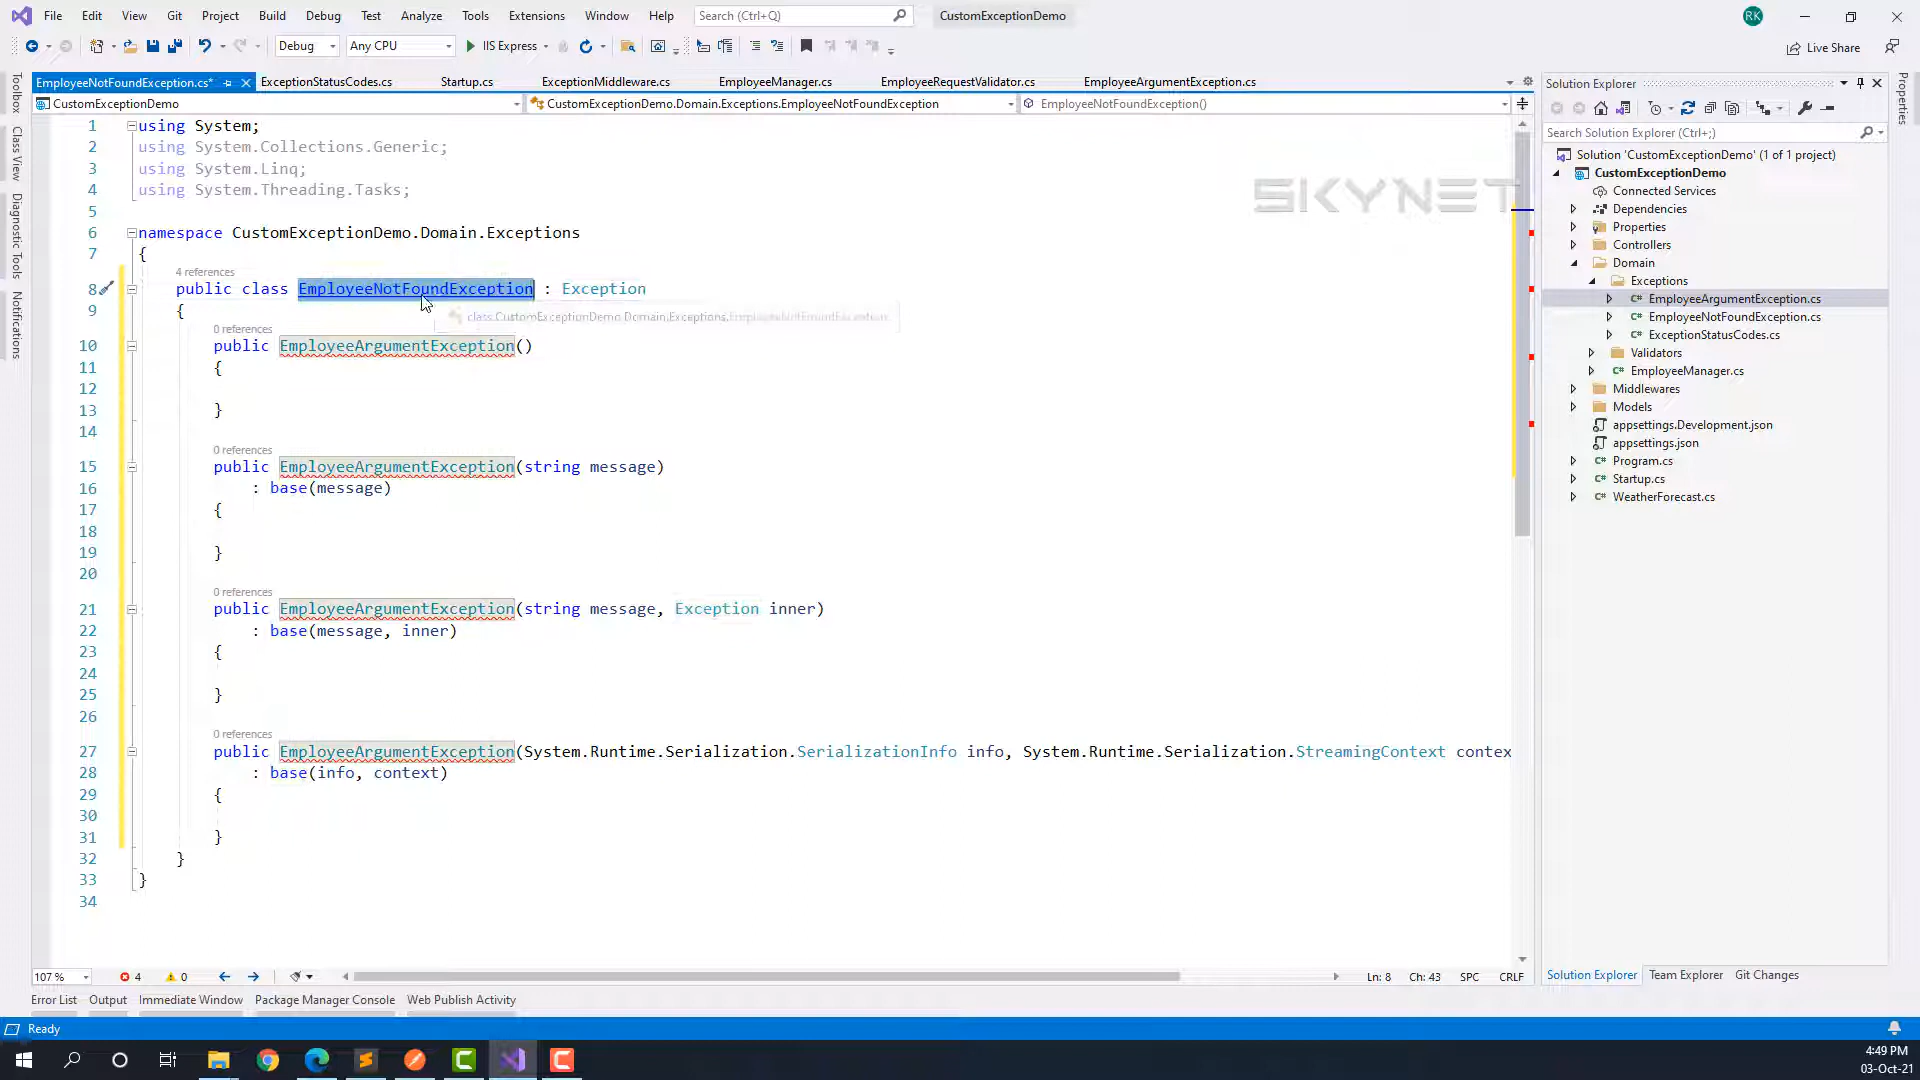 File Edit View Git Project Build Debug Test Analyze Tools Extensions Window Help Search (Ctrl+Q) CustomExceptionDemo RK
Debug Any CPU IIS Express Live Share
EmployeeNotFoundException.cs* ExceptionStatusCodes.cs Startup.cs ExceptionMiddleware.cs EmployeeManager.cs EmployeeRequestValidator.cs EmployeeArgumentException.cs
CustomExceptionDemo CustomExceptionDemo.Domain.Exceptions.EmployeeNotFoundException EmployeeNotFoundException()
Toolbox
Class View
Diagnostic Tools
Notifications
1 using System;
2 using System.Collections.Generic;
3 using System.Linq;
4 using System.Threading.Tasks;
5
6 namespace CustomExceptionDemo.Domain.Exceptions
7 {
4 references
8 public class EmployeeNotFoundException : Exception
9 {
class CustomExceptionDemo.Domain.Exceptions.EmployeeNotFoundException
0 references
10 public EmployeeArgumentException()
11 {
12
13 }
14
0 references
15 public EmployeeArgumentException(string message)
16 : base(message)
17 {
18
19 }
20
0 references
21 public EmployeeArgumentException(string message, Exception inner)
22 : base(message, inner)
23 {
24
25 }
26
0 references
27 public EmployeeArgumentException(System.Runtime.Serialization.SerializationInfo info, System.Runtime.Serialization.StreamingContext contex
28 : base(info, context)
29 {
30
31 }
32 }
33 }
34
SKYNET
107 % 4 0 Ln: 8 Ch: 43 SPC CRLF
Solution Explorer
Search Solution Explorer (Ctrl+;)
Solution 'CustomExceptionDemo' (1 of 1 project)
CustomExceptionDemo
Connected Services
Dependencies
Properties
Controllers
Domain
Exceptions
C# EmployeeArgumentException.cs
C# EmployeeNotFoundException.cs
C# ExceptionStatusCodes.cs
Validators
C# EmployeeManager.cs
Middlewares
Models
appsettings.Development.json
appsettings.json
C# Program.cs
C# Startup.cs
C# WeatherForecast.cs
Solution Explorer Team Explorer Git Changes
Properties
Error List Output Immediate Window Package Manager Console Web Publish Activity
Ready
4:49 PM
03-Oct-21